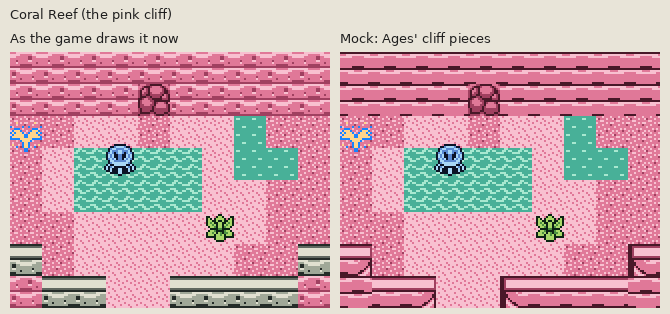 Coral Reef (the pink cliff)
As the game draws it now
Mock: Ages' cliff pieces